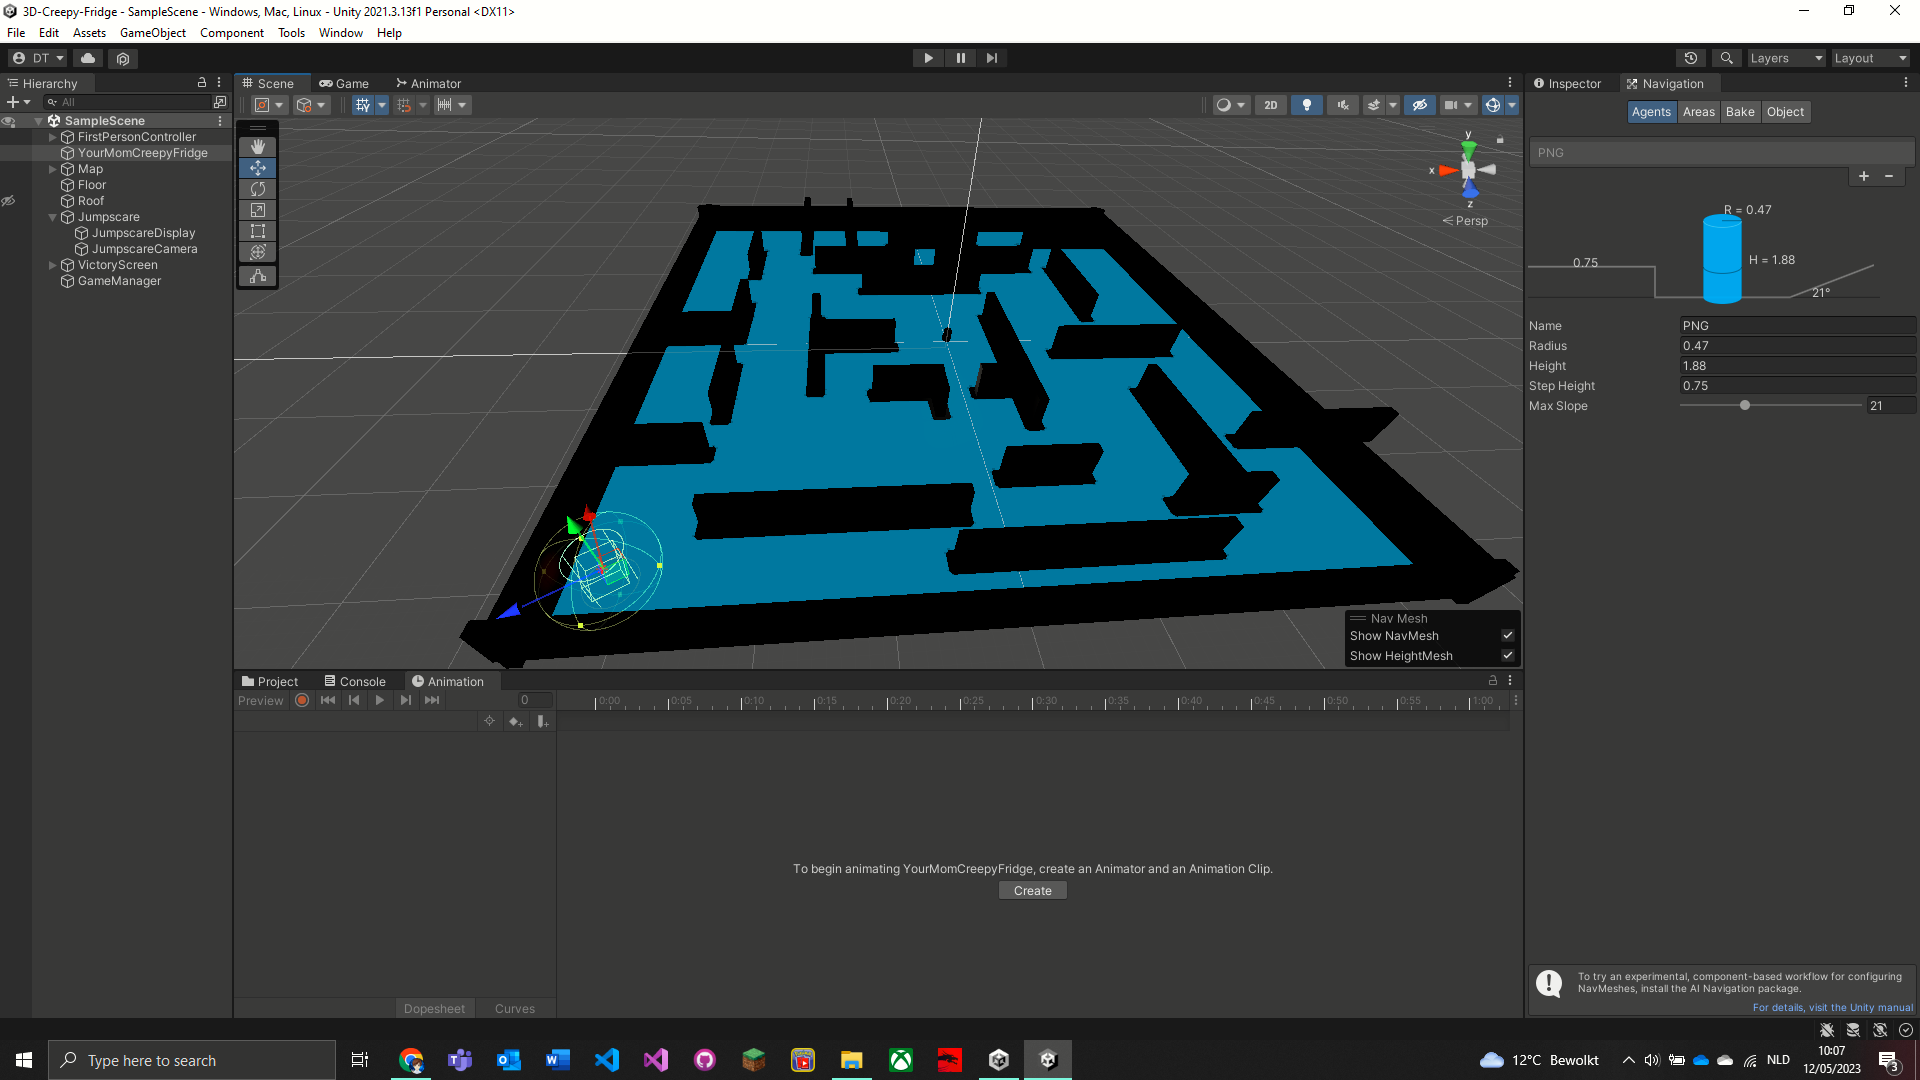 3D-Creepy-Fridge - SampleScene - Windows, Mac, Linux - Unity 2021.3.13f1 Personal <DX11>
File Edit Assets GameObject Component Tools Window Help
DT Layers Layout
Hierarchy
All
SampleScene
FirstPersonController
YourMomCreepyFridge
Map
Floor
Roof
Jumpscare
JumpscareDisplay
JumpscareCamera
VictoryScreen
GameManager
Scene Game Animator
2D
y
x
z
Persp
Nav Mesh
Show NavMesh
Show HeightMesh
Project Console Animation
Preview 0 0:00 0:05 0:10 0:15 0:20 0:25 0:30 0:35 0:40 0:45 0:50 0:55 1:00
To begin animating YourMomCreepyFridge, create an Animator and an Animation Clip.
Create
Dopesheet Curves
Inspector Navigation
Agents Areas Bake Object
PNG
R = 0.47
0.75
H = 1.88
21°
Name PNG
Radius 0.47
Height 1.88
Step Height 0.75
Max Slope 21
To try an experimental, component-based workflow for configuring
NavMeshes, install the AI Navigation package.
For details, visit the Unity manual
Type here to search
12°C Bewolkt
NLD
10:07
12/05/2023
3